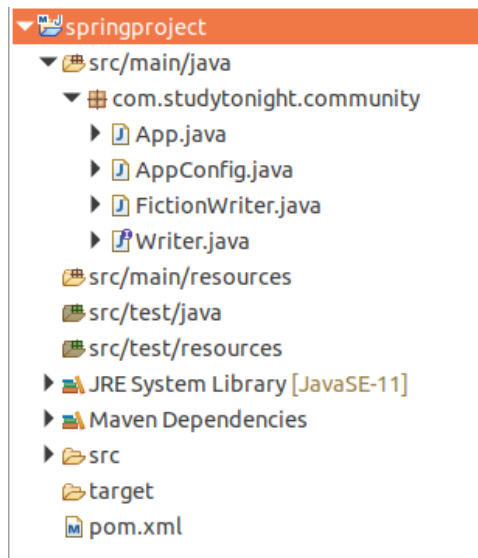 springproject
src/main/java
com.studytonight.community
App.java
AppConfig.java
FictionWriter.java
Writer.java
src/main/resources
src/test/java
src/test/resources
JRE System Library [JavaSE-11]
Maven Dependencies
src
target
pom.xml